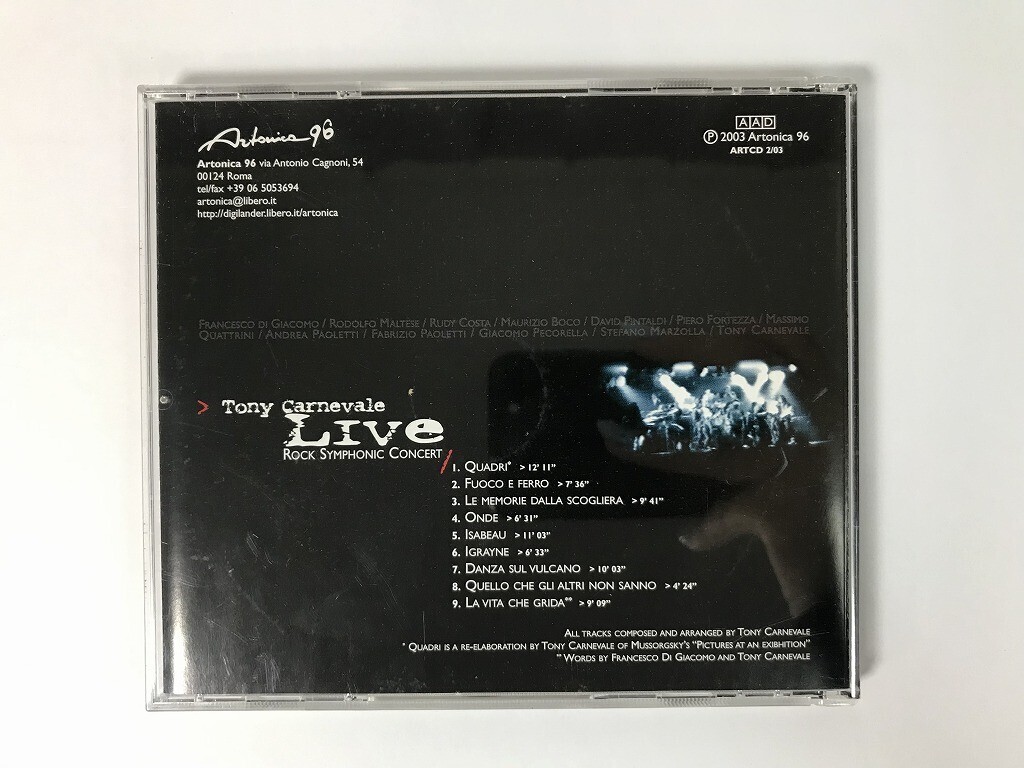 Artonica 96
Artonica 96 via Antonio Cagnoni, 54
00124 Roma
tel/fax +39 06 5053694
artonica@libero.it
http://digilander.libero.it/artonica
AAD
Ⓟ 2003 Artonica 96
ARTCD 2/03
Francesco di Giacomo / Rodolfo Maltese / Rudy Costa / Maurizio Boco / David Pintaldi / Piero Fortezza / Massimo
Quattrini / Andrea Paoletti / Fabrizio Paoletti / Giacomo Pecorella / Stefano Marzolla / Tony Carnevale
> Tony Carnevale
Live
Rock Symphonic Concert
1. Quadri* > 12' 11"
2. Fuoco e ferro > 7' 36"
3. Le memorie dalla scogliera > 9' 41"
4. Onde > 6' 31"
5. Isabeau > 11' 03"
6. Igrayne > 6' 33"
7. Danza sul vulcano > 10' 03"
8. Quello che gli altri non sanno > 4' 24"
9. La vita che grida** > 9' 09"
All tracks composed and arranged by Tony Carnevale
* Quadri is a re-elaboration by Tony Carnevale of Mussorgsky's "Pictures at an exibhition"
** Words by Francesco Di Giacomo and Tony Carnevale